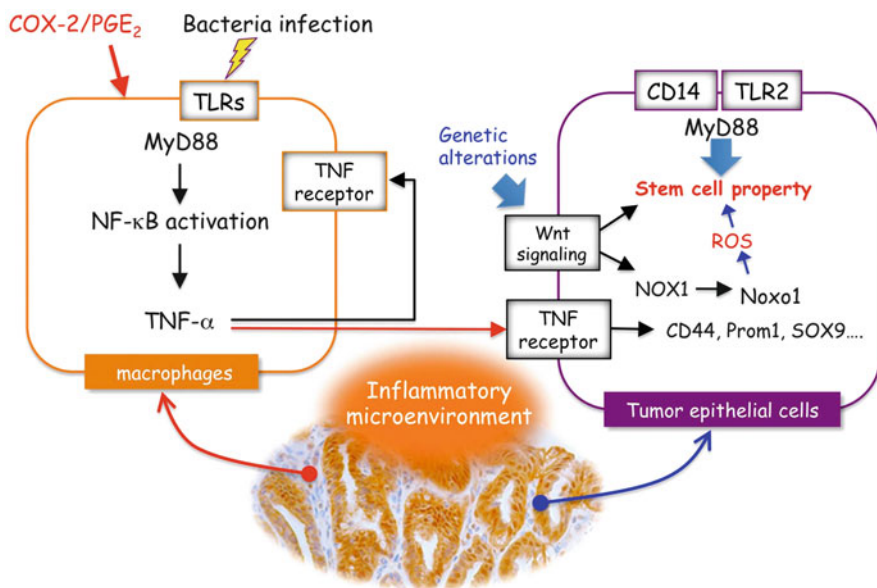 COX-2/PGE₂
Bacteria infection
TLRs
MyD88
TNF
receptor
NF-κB activation
TNF-α
macrophages
Genetic
alterations
CD14
TLR2
MyD88
Stem cell property
Wnt
signaling
ROS
NOX1
Noxo1
TNF
receptor
CD44, Prom1, SOX9....
Tumor epithelial cells
Inflammatory
microenvironment